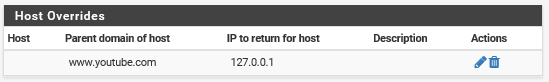 Host Overrides
Host Parent domain of host IP to return for host Description Actions
www.youtube.com 127.0.0.1